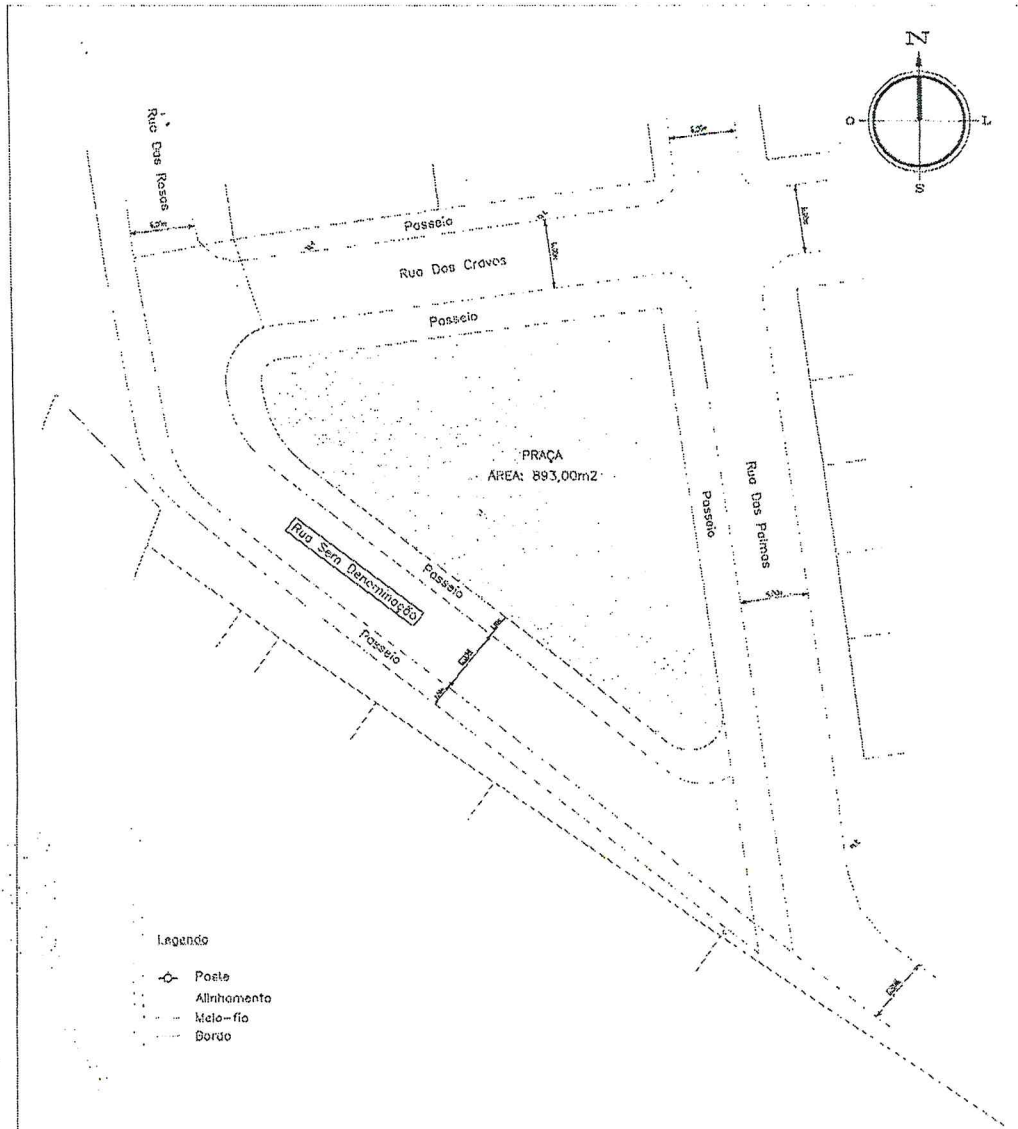 N
O
L
S
Rua Das Rosas
Passeio
Rua Dos Cravos
Passeio
PRAÇA
ÁREA: 893,00m2
Rua Das Palmas
Passeio
Rua Sem Denominação
Passeio
Passeio
Legenda
Poste
Alinhamento
Meio-fio
Bordo